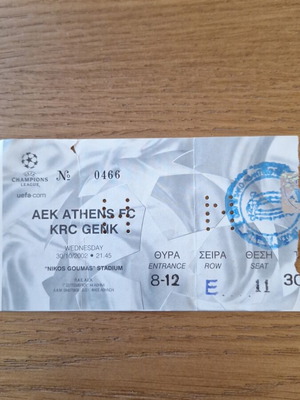 UEFA
CHAMPIONS
LEAGUE
uefa.com
№ 0466
AEK ATHENS FC
KRC GENK
WEDNESDAY
30/10/2002 • 21:45
"NIKOS GOUMAS" STADIUM
ΘΥΡΑ ΣΕΙΡΑ ΘΕΣΗ
ENTRANCE ROW SEAT
8-12 E 11 30